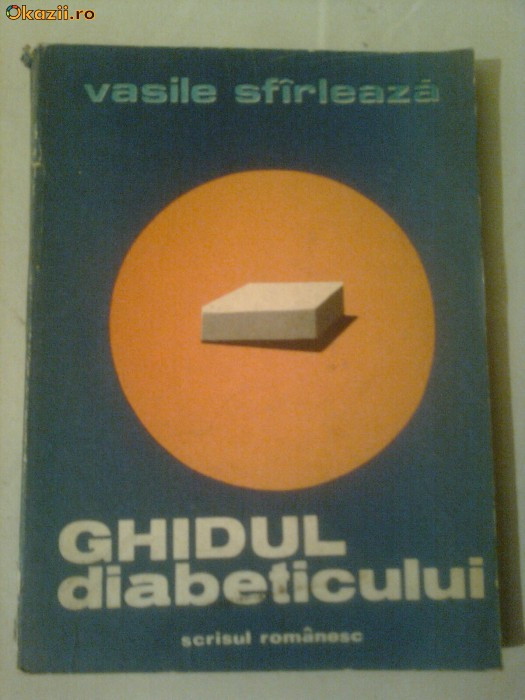 Okazii.ro
vasile sfîrlează
GHIDUL
diabeticului
scrisul românesc